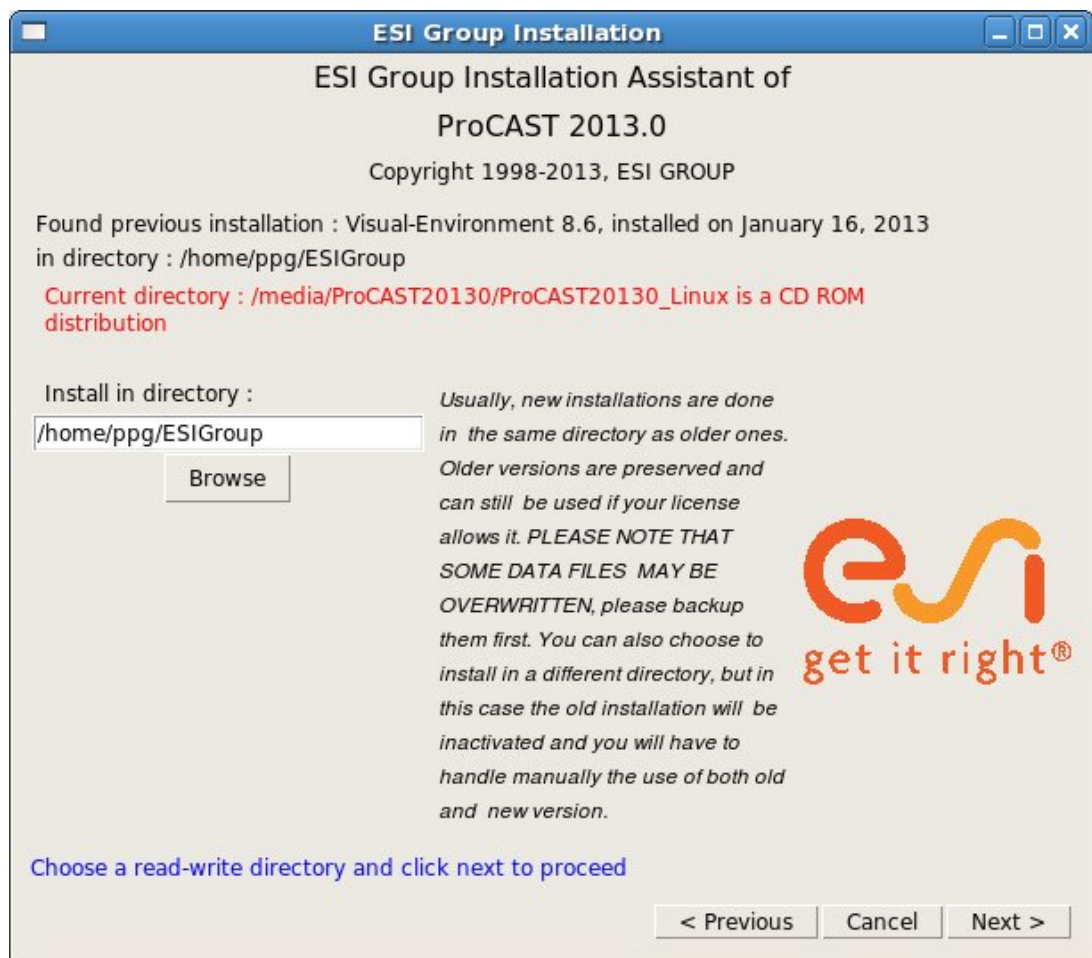 ESI Group Installation
ESI Group Installation Assistant of
ProCAST 2013.0
Copyright 1998-2013, ESI GROUP
Found previous installation : Visual-Environment 8.6, installed on January 16, 2013
in directory : /home/ppg/ESIGroup
Current directory : /media/ProCAST20130/ProCAST20130_Linux is a CD ROM
distribution
Install in directory :
/home/ppg/ESIGroup
Browse
Usually, new installations are done
in the same directory as older ones.
Older versions are preserved and
can still be used if your license
allows it. PLEASE NOTE THAT
SOME DATA FILES MAY BE
OVERWRITTEN, please backup
them first. You can also choose to
install in a different directory, but in
this case the old installation will be
inactivated and you will have to
handle manually the use of both old
and new version.
esi
get it right®
Choose a read-write directory and click next to proceed
< Previous
Cancel
Next >